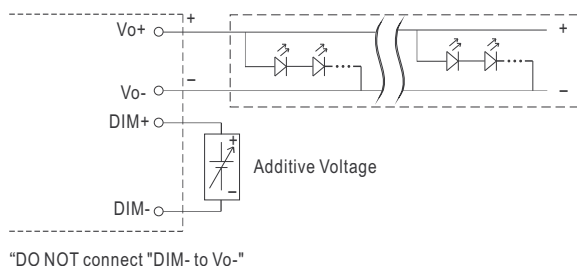 Vo+
+
+
Vo-
−
−
DIM+
+
Additive Voltage
−
DIM-
“DO NOT connect "DIM- to Vo-"